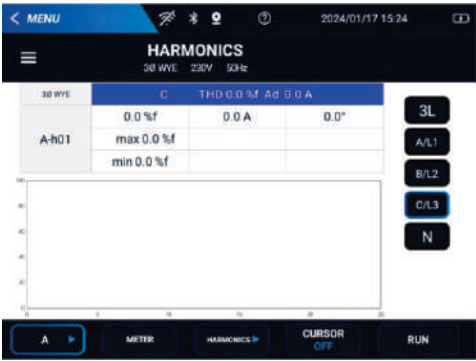 < MENU 2024/01/17 15:24
HARMONICS
3Ø WYE 230V 50Hz
3Ø WYE C THD 0.0 %f Ad 0.0 A
A-h01 0.0 %f 0.0 A 0.0°
max 0.0 %f
min 0.0 %f
3L
A/L1
B/L2
C/L3
N
100
0
A METER HARMONICS CURSOR OFF RUN